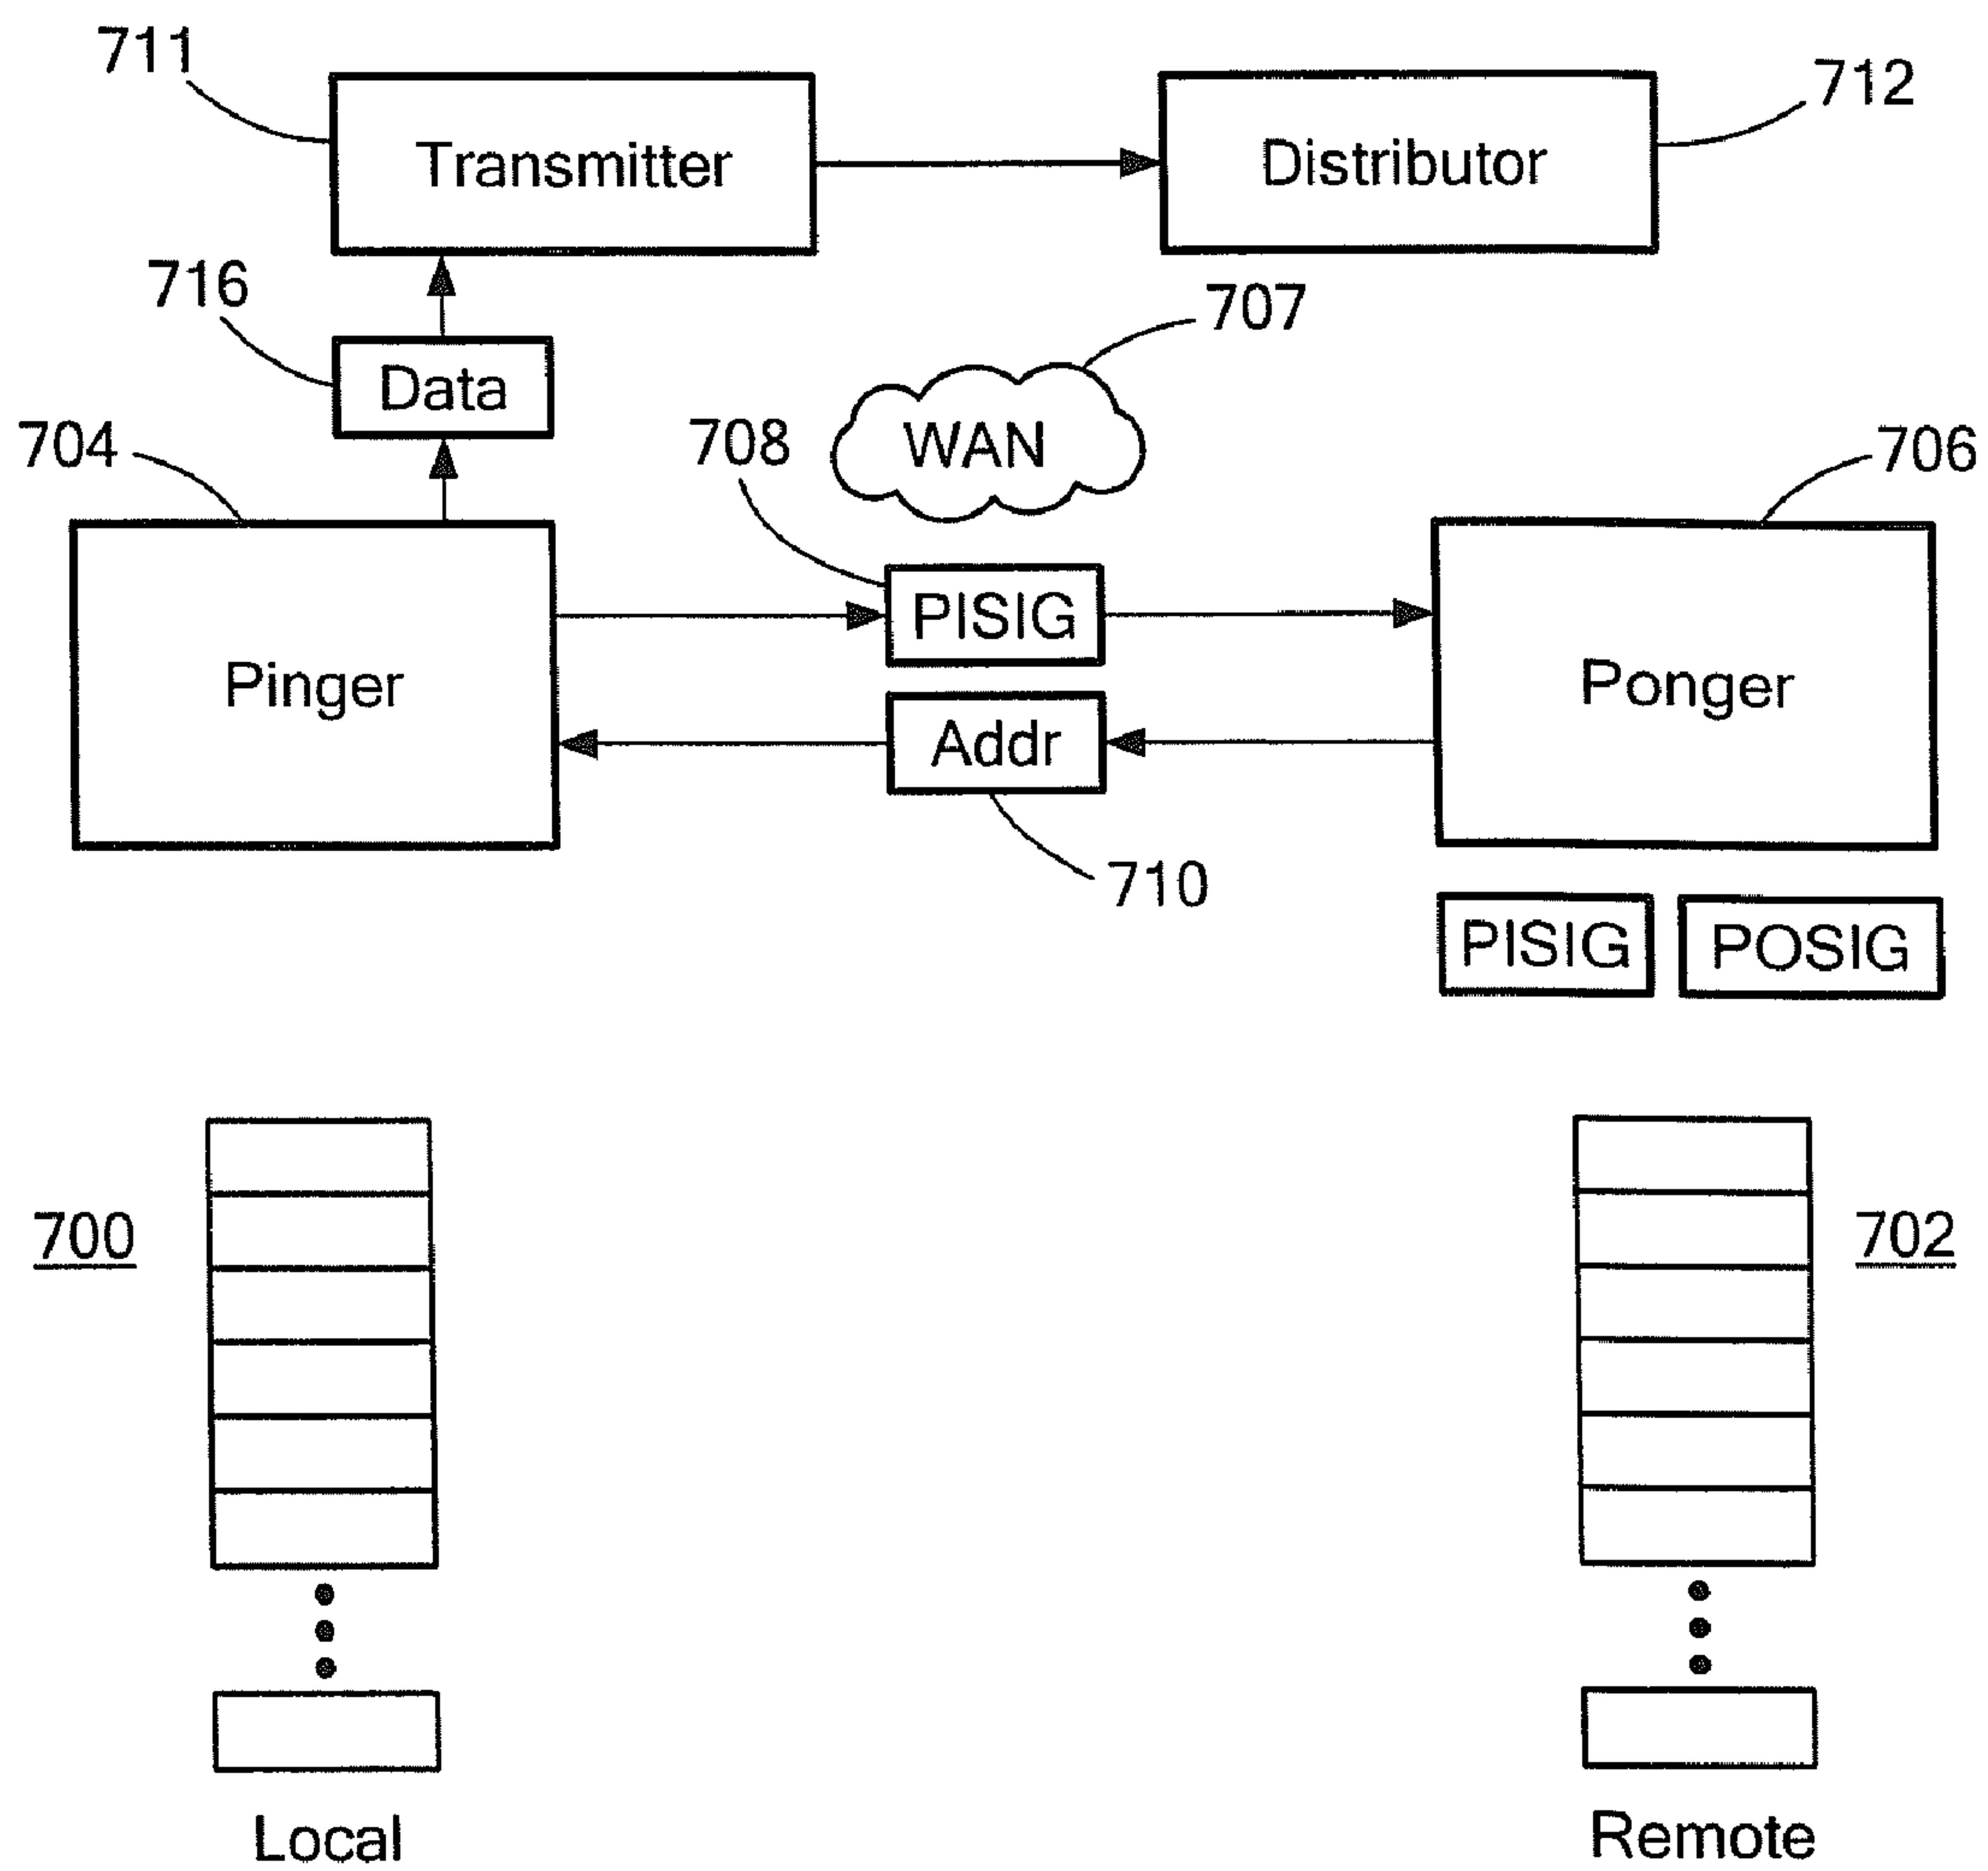 711
712
Transmitter
Distributor
716
707
Data
WAN
704
708
706
PISIG
Pinger
Ponger
Addr
710
PISIG
POSIG
700
702
Local
Remote